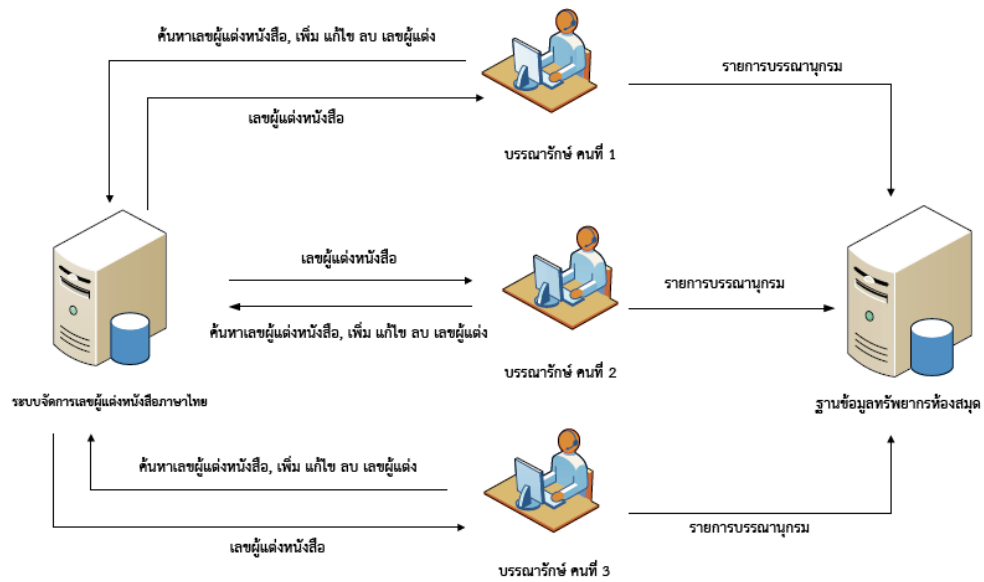 ค้นหาเลขผู้แต่งหนังสือ, เพิ่ม แก้ไข ลบ เลขผู้แต่ง
รายการบรรณานุกรม
เลขผู้แต่งหนังสือ
บรรณารักษ์ คนที่ 1
เลขผู้แต่งหนังสือ
รายการบรรณานุกรม
ค้นหาเลขผู้แต่งหนังสือ, เพิ่ม แก้ไข ลบ เลขผู้แต่ง
บรรณารักษ์ คนที่ 2
ระบบจัดการเลขผู้แต่งหนังสือภาษาไทย
ฐานข้อมูลทรัพยากรห้องสมุด
ค้นหาเลขผู้แต่งหนังสือ, เพิ่ม แก้ไข ลบ เลขผู้แต่ง
รายการบรรณานุกรม
เลขผู้แต่งหนังสือ
บรรณารักษ์ คนที่ 3